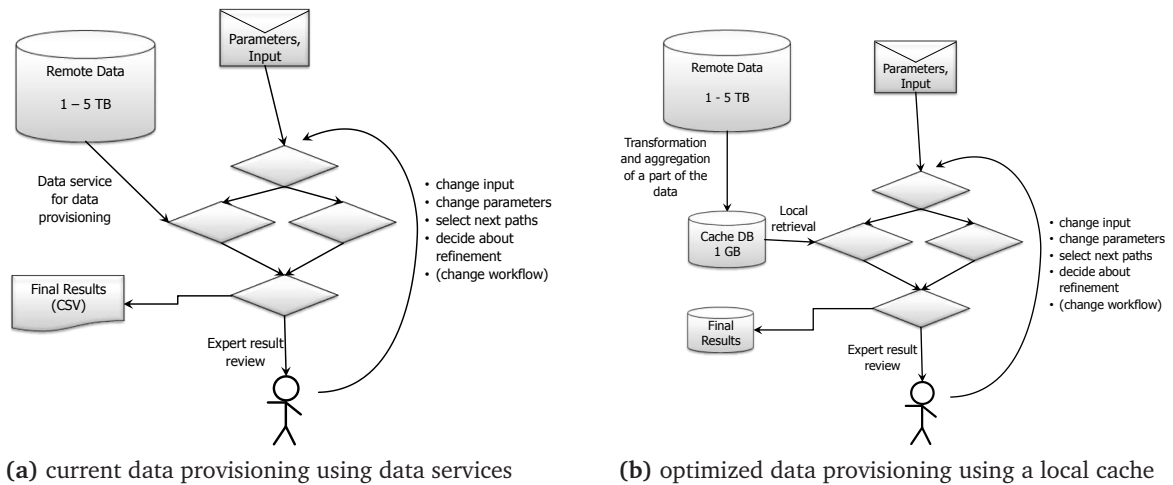 Parameters,
Input
Remote Data
1 – 5 TB
Data service
for data
provisioning
• change input
• change parameters
• select next paths
• decide about
refinement
• (change workflow)
Final Results
(CSV)
Expert result
review
(a) current data provisioning using data services
Remote Data
1 - 5 TB
Parameters,
Input
Transformation
and aggregation
of a part of the
data
Local
retrieval
Cache DB
1 GB
• change input
• change parameters
• select next paths
• decide about
refinement
• (change workflow)
Final
Results
Expert result
review
(b) optimized data provisioning using a local cache